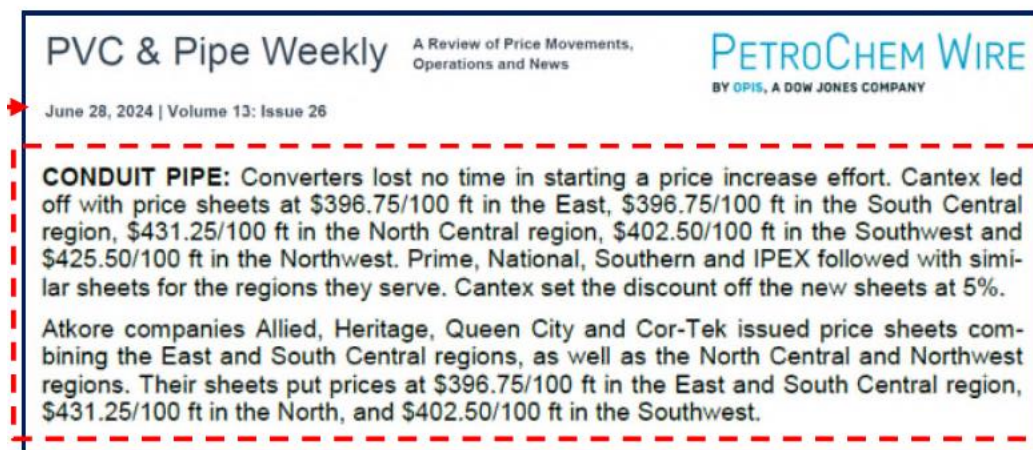 PVC & Pipe Weekly
A Review of Price Movements,
Operations and News
PETROCHEM WIRE
BY OPIS, A DOW JONES COMPANY
June 28, 2024 | Volume 13: Issue 26
CONDUIT PIPE: Converters lost no time in starting a price increase effort. Cantex led
off with price sheets at $396.75/100 ft in the East, $396.75/100 ft in the South Central
region, $431.25/100 ft in the North Central region, $402.50/100 ft in the Southwest and
$425.50/100 ft in the Northwest. Prime, National, Southern and IPEX followed with simi-
lar sheets for the regions they serve. Cantex set the discount off the new sheets at 5%.
Atkore companies Allied, Heritage, Queen City and Cor-Tek issued price sheets com-
bining the East and South Central regions, as well as the North Central and Northwest
regions. Their sheets put prices at $396.75/100 ft in the East and South Central region,
$431.25/100 ft in the North, and $402.50/100 ft in the Southwest.